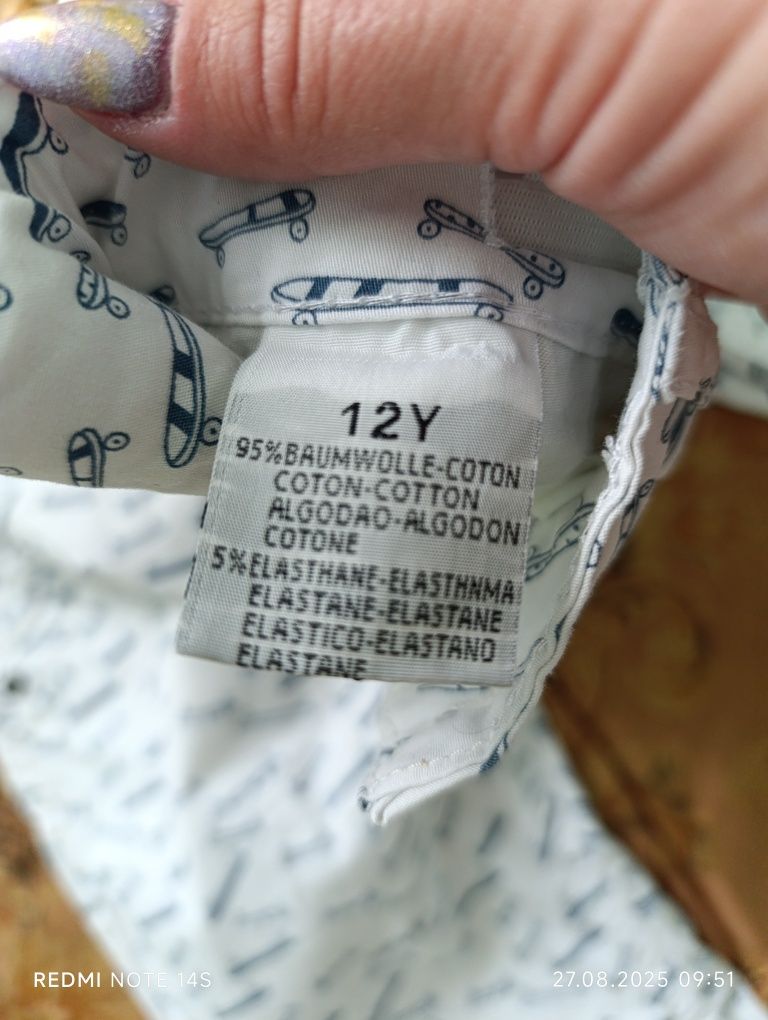 12Y
95%BAUMWOLLE-COTON
COTON-COTTON
ALGODAO-ALGODON
COTONE
5%ELASTHANE-ELASTHNMA
ELASTANE-ELASTANE
ELASTICO-ELASTANO
ELASTANE
REDMI NOTE 14S
27.08.2025 09:51